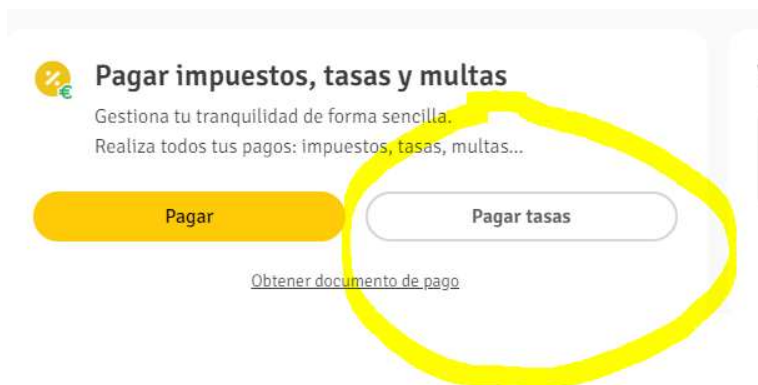 Pagar impuestos, tasas y multas
Gestiona tu tranquilidad de forma sencilla.
Realiza todos tus pagos: impuestos, tasas, multas...
Pagar
Pagar tasas
Obtener documento de pago